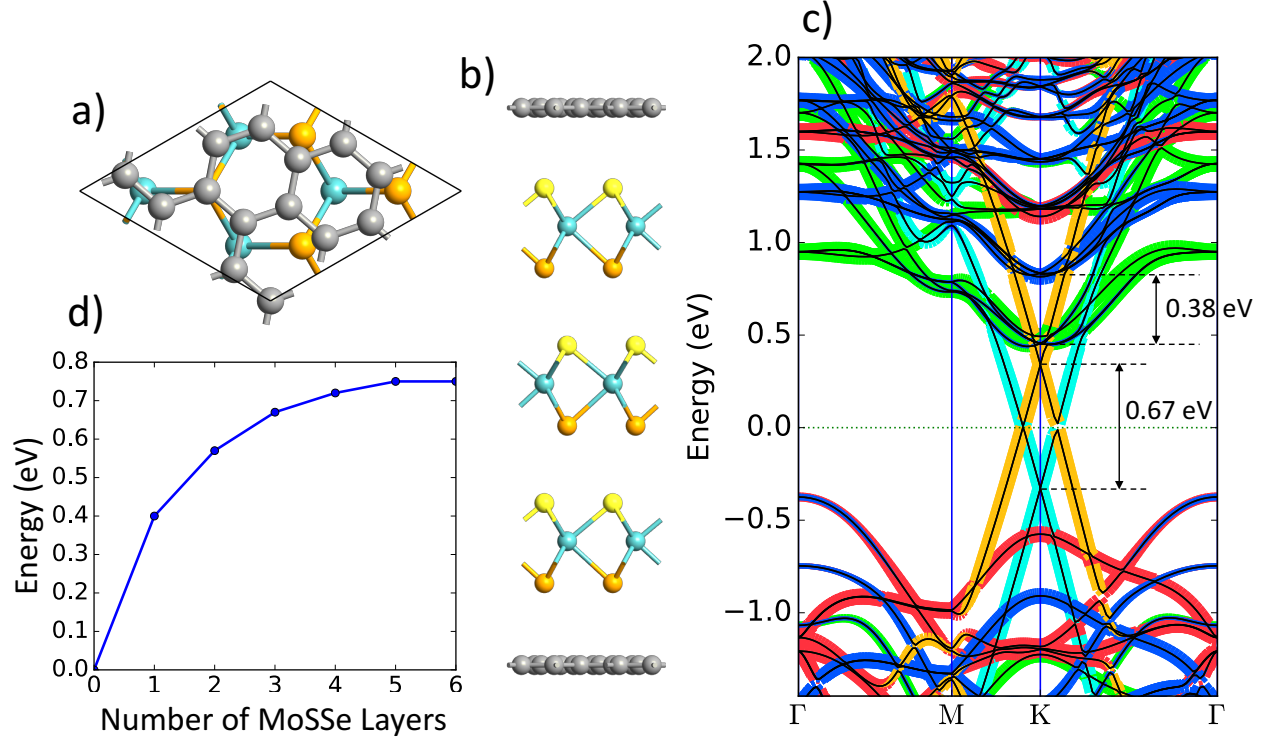 a)
b)
c)
d)
Energy (eV)
0.8
0.7
0.6
0.5
0.4
0.3
0.2
0.1
0.0
0 1 2 3 4 5 6
Number of MoSSe Layers
Energy (eV)
2.0
1.5
1.0
0.5
0.0
−0.5
−1.0
0.38 eV
0.67 eV
Γ M K Γ